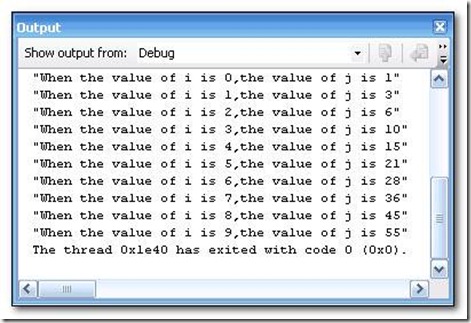 Output
Show output from: Debug
"When the value of i is 0,the value of j is 1"
"When the value of i is 1,the value of j is 3"
"When the value of i is 2,the value of j is 6"
"When the value of i is 3,the value of j is 10"
"When the value of i is 4,the value of j is 15"
"When the value of i is 5,the value of j is 21"
"When the value of i is 6,the value of j is 28"
"When the value of i is 7,the value of j is 36"
"When the value of i is 8,the value of j is 45"
"When the value of i is 9,the value of j is 55"
The thread 0x1e40 has exited with code 0 (0x0).